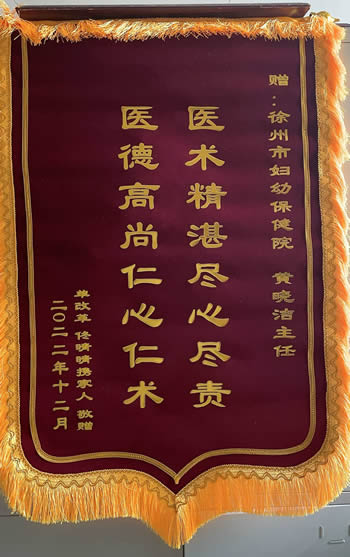 赠：徐州市妇幼保健院 黄晓洁主任
医术精湛尽心尽责
医德高尚仁心仁术
单改革 佟晴晴携家人 敬赠
二〇二二年十二月